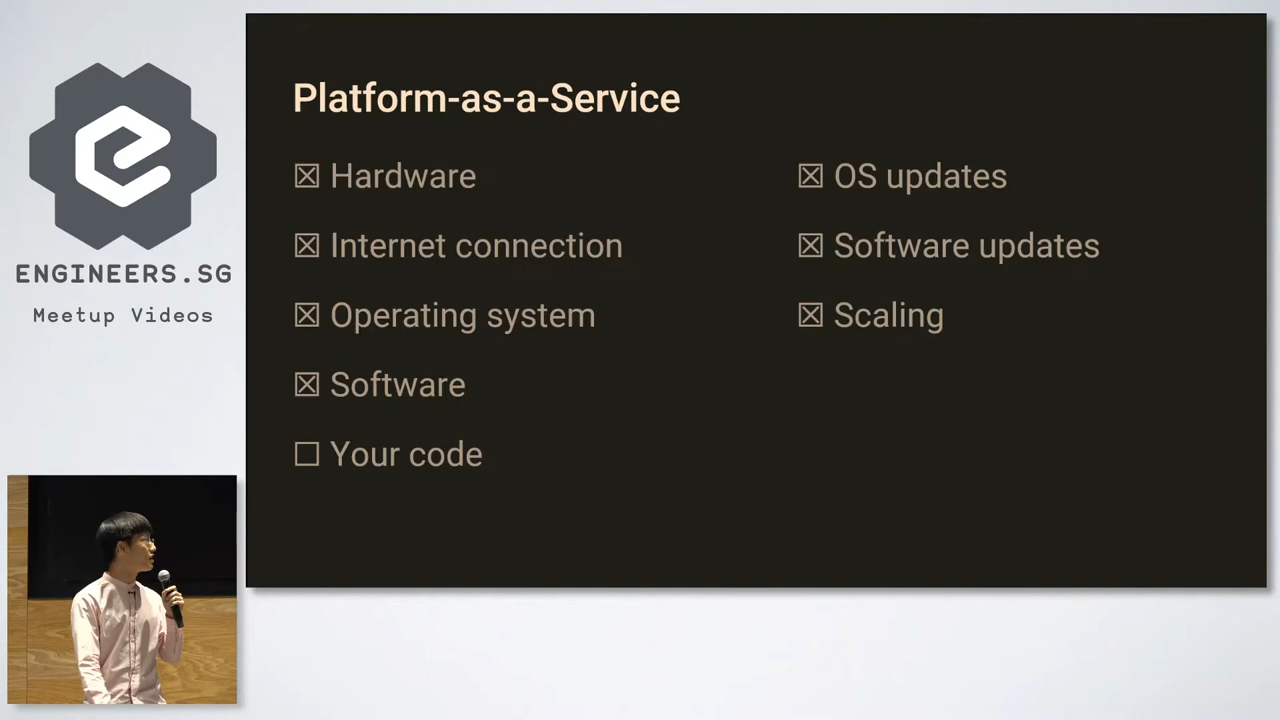 ENGINEERS.SG
Meetup Videos
Platform-as-a-Service
☒ Hardware
☒ Internet connection
☒ Operating system
☒ Software
☐ Your code
☒ OS updates
☒ Software updates
☒ Scaling